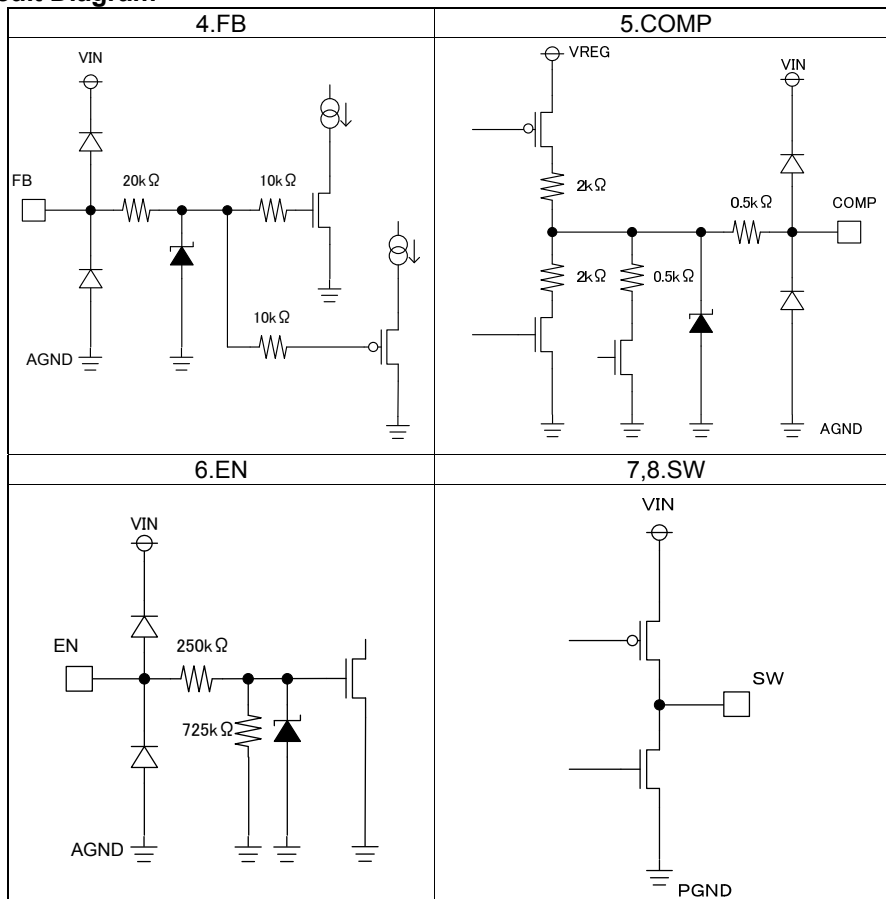 4.FB
5.COMP
VIN
FB
20kΩ
10kΩ
10kΩ
AGND
VREG
VIN
2kΩ
0.5kΩ
COMP
2kΩ
0.5kΩ
AGND
6.EN
7,8.SW
VIN
EN
250kΩ
725kΩ
AGND
VIN
SW
PGND